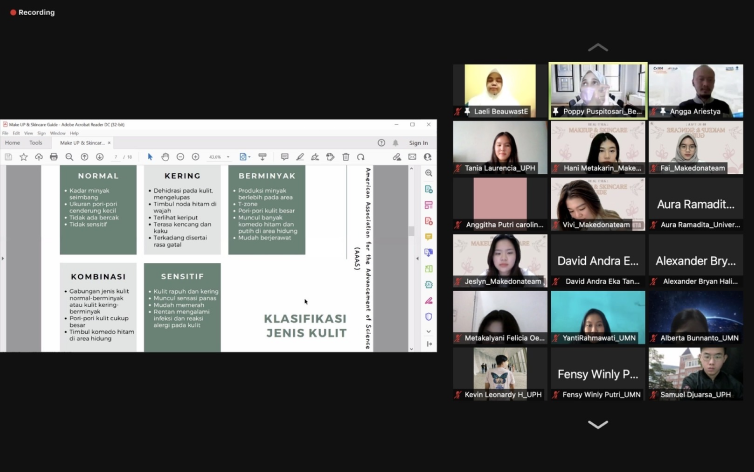 Recording
Make UP & Skincare Guide - Adobe Acrobat Reader DC (32-bit)
File Edit View Sign Window Help
Home Tools Make UP & Skincar... Sign In
NORMAL
Kadar minyak
seimbang
Ukuran pori-pori
cenderung kecil
Tidak ada bercak
Tidak sensitif
KERING
Dehidrasi pada kulit,
mengelupas
Timbul noda hitam di
wajah
Terlihat keriput
Terasa kencang dan
kaku
Terkadang disertai
rasa gatal
BERMINYAK
Produksi minyak
berlebih pada area
T-zone
Pori-pori kulit besar
Muncul banyak
komedo hitam dan
putih di area hidung
Mudah berjerawat
KOMBINASI
Gabungan jenis kulit
normal-berminyak
atau kulit kering-
berminyak
Pori-pori kulit cukup
besar
Timbul komedo hitam
di area hidung
SENSITIF
Kulit rapuh dan kering
Muncul sensasi panas
Mudah memerah
Rentan mengalami
infeksi dan reaksi
alergi pada kulit
KLASIFIKASI
JENIS KULIT
American Association for the Advancement of Science
(AAAS)
Laeli BeauwastE
Poppy Puspitosari_Be...
Angga Ariestya
Tania Laurencia_UPH
MAKEUP & SKINCARE
Hani Metakarin_Make...
Fai_Makedonateam
Anggitha Putri carolin...
Vivi_Makedonateam
Aura Ramadit...
Aura Ramadita_Univer...
Jeslyn_Makedonateam
David Andra E...
David Andra Eka Tan...
Alexander Bry...
Alexander Bryan Hali...
Metakalyani Felicia Oe...
YantiRahmawati_UMN
Alberta Bunnanto_UMN
Kevin Leonardy H_UPH
Fensy Winly P...
Fensy Winly Putri_UMN
Samuel Djuarsa_UPH